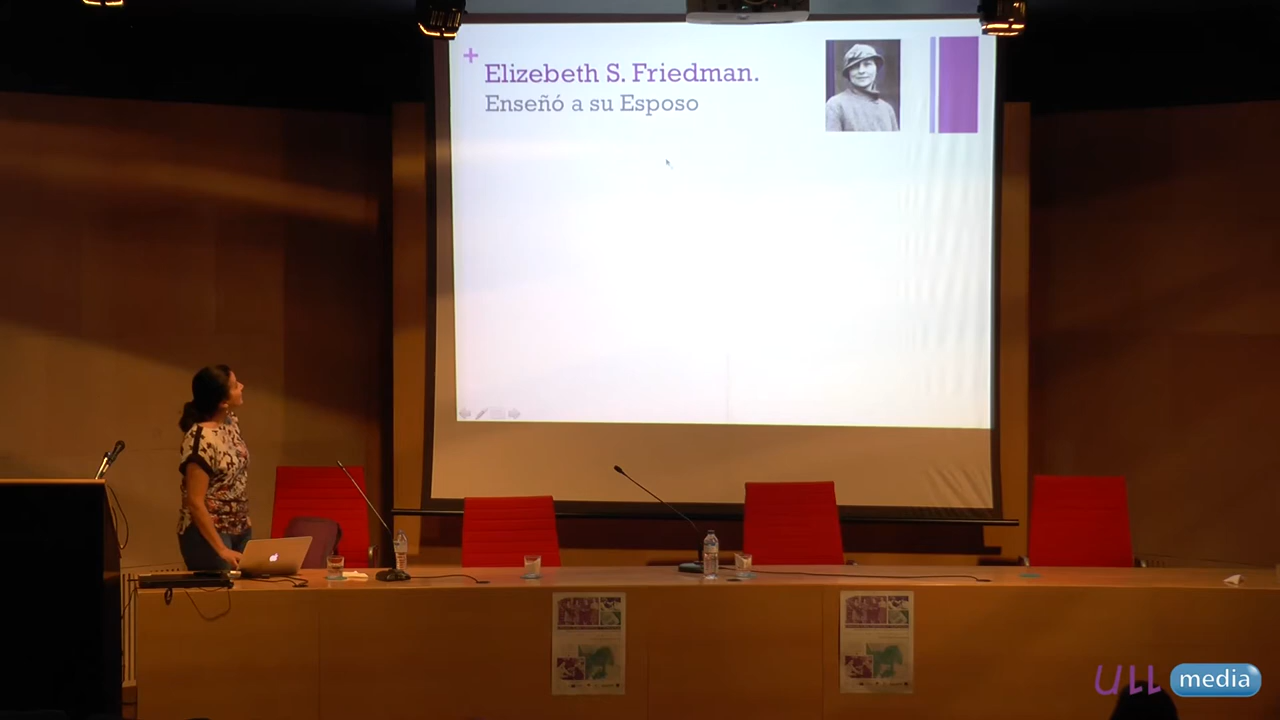 +
Elizebeth S. Friedman.
Enseñó a su Esposo
ULL media